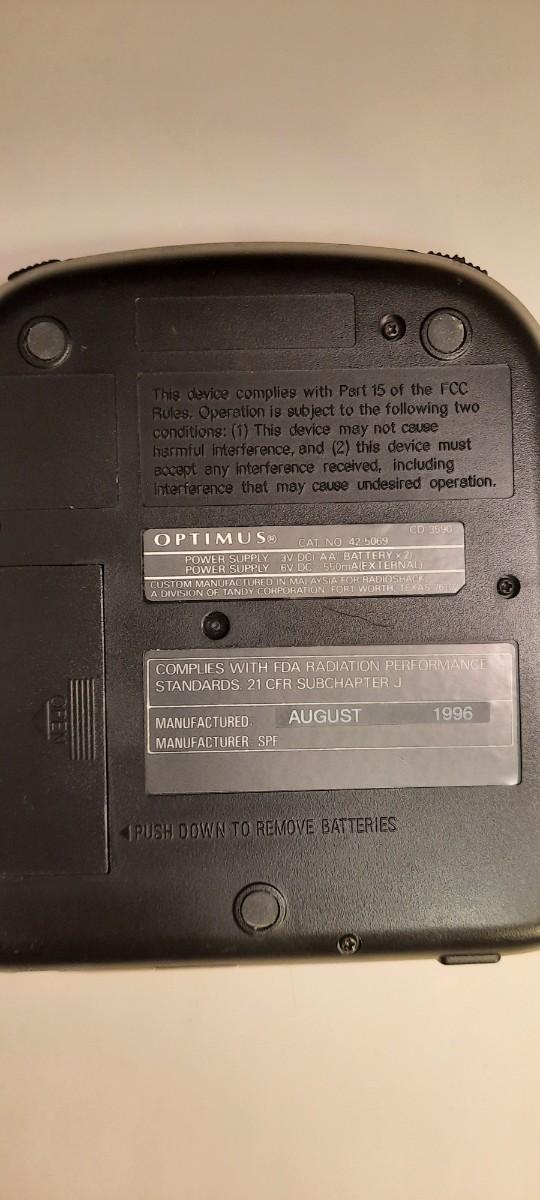 This device complies with Part 15 of the FCC
Rules. Operation is subject to the following two
conditions: (1) This device may not cause
harmful interference, and (2) this device must
accept any interference received, including
interference that may cause undesired operation.
OPTIMUS® CAT. NO. 42-5069 CD-3590
POWER SUPPLY 3V DC("AA" BATTERY × 2)
POWER SUPPLY 6V DC 550mA(EXTERNAL)
CUSTOM MANUFACTURED IN MALAYSIA FOR RADIOSHACK,
A DIVISION OF TANDY CORPORATION, FORT WORTH, TEXAS
COMPLIES WITH FDA RADIATION PERFORMANCE
STANDARDS. 21 CFR SUBCHAPTER J
MANUFACTURED. AUGUST 1996
MANUFACTURER SPF
OPEN
PUSH DOWN TO REMOVE BATTERIES